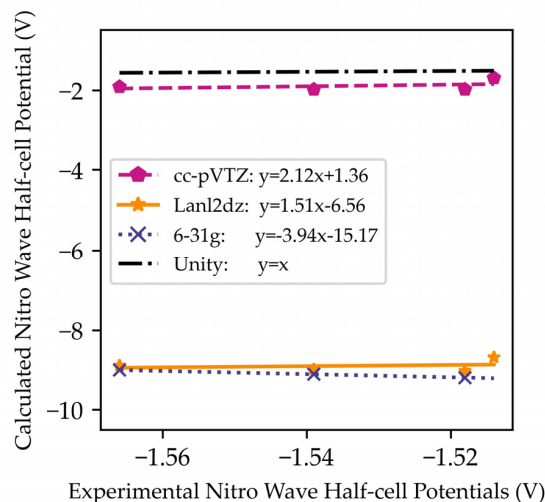 Calculated Nitro Wave Half-cell Potential (V)
−2
−4
−6
−8
−10
cc-pVTZ: y=2.12x+1.36
Lanl2dz: y=1.51x-6.56
6-31g: y=-3.94x-15.17
Unity: y=x
−1.56
−1.54
−1.52
Experimental Nitro Wave Half-cell Potentials (V)